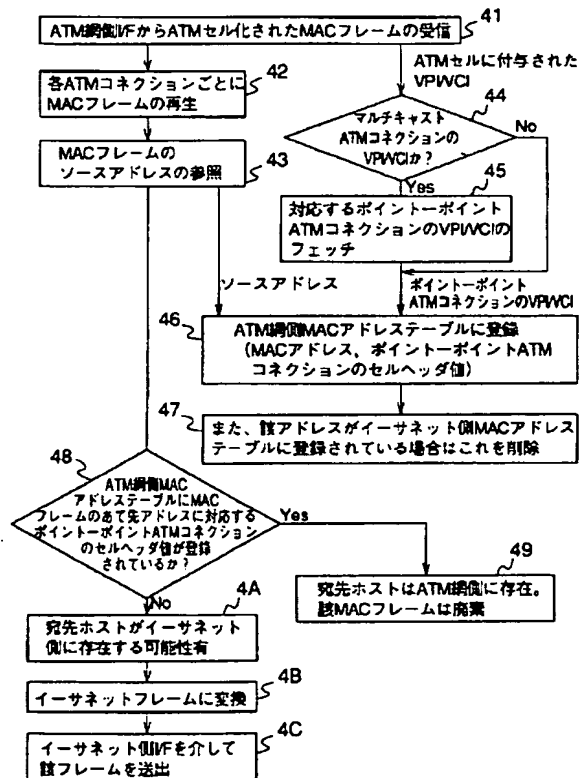 41
ATM網側I/FからATMセル化されたMACフレームの受信
42
各ATMコネクションごとに
MACフレームの再生
43
MACフレームの
ソースアドレスの参照
ATMセルに付与された
VPI/VCI
44
マルチキャスト
ATMコネクションの
VPI/VCIか?
No
Yes
45
対応するポイントーポイント
ATMコネクションのVPI/VCIの
フェッチ
ソースアドレス
ポイントーポイント
ATMコネクションのVPI/VCI
46
ATM網側MACアドレステーブルに登録
(MACアドレス、ポイントーポイントATM
コネクションのセルヘッダ値)
47
また、該アドレスがイーサネット側MACアドレス
テーブルに登録されている場合はこれを削除
48
ATM網側MAC
アドレステーブルにMAC
フレームのあて先アドレスに対応する
ポイントーポイントATMコネクション
のセルヘッダ値が登録
されているか?
Yes
No
49
宛先ホストはATM網側に存在。
該MACフレームは廃棄
4A
宛先ホストがイーサネット
側に存在する可能性有
4B
イーサネットフレームに変換
4C
イーサネット側I/Fを介して
該フレームを送出